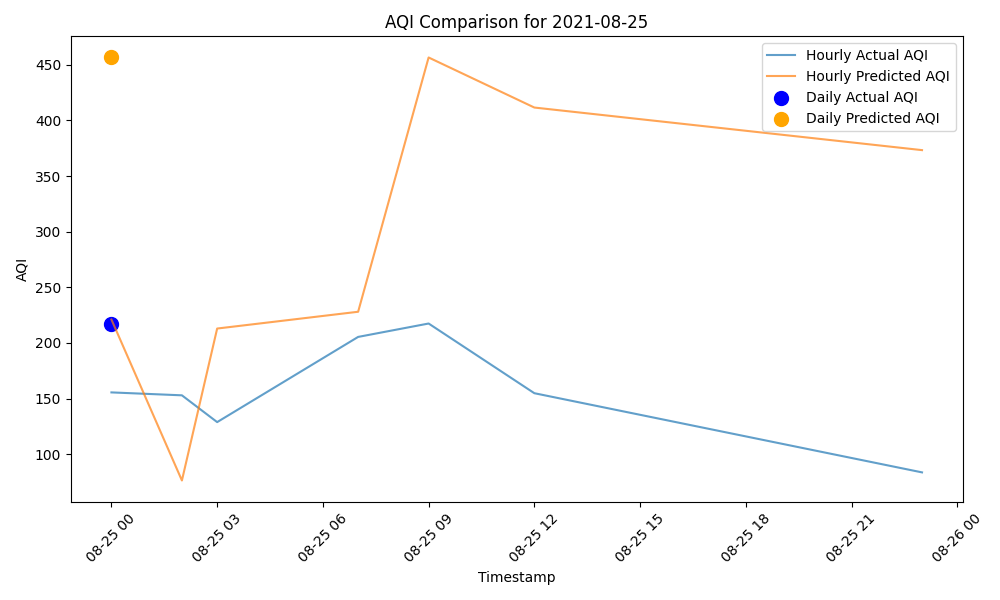 AQI Comparison for 2021-08-25
Hourly Actual AQI
Hourly Predicted AQI
Daily Actual AQI
Daily Predicted AQI
AQI
450
400
350
300
250
200
150
100
08-25 00
08-25 03
08-25 06
08-25 09
08-25 12
08-25 15
08-25 18
08-25 21
08-26 00
Timestamp